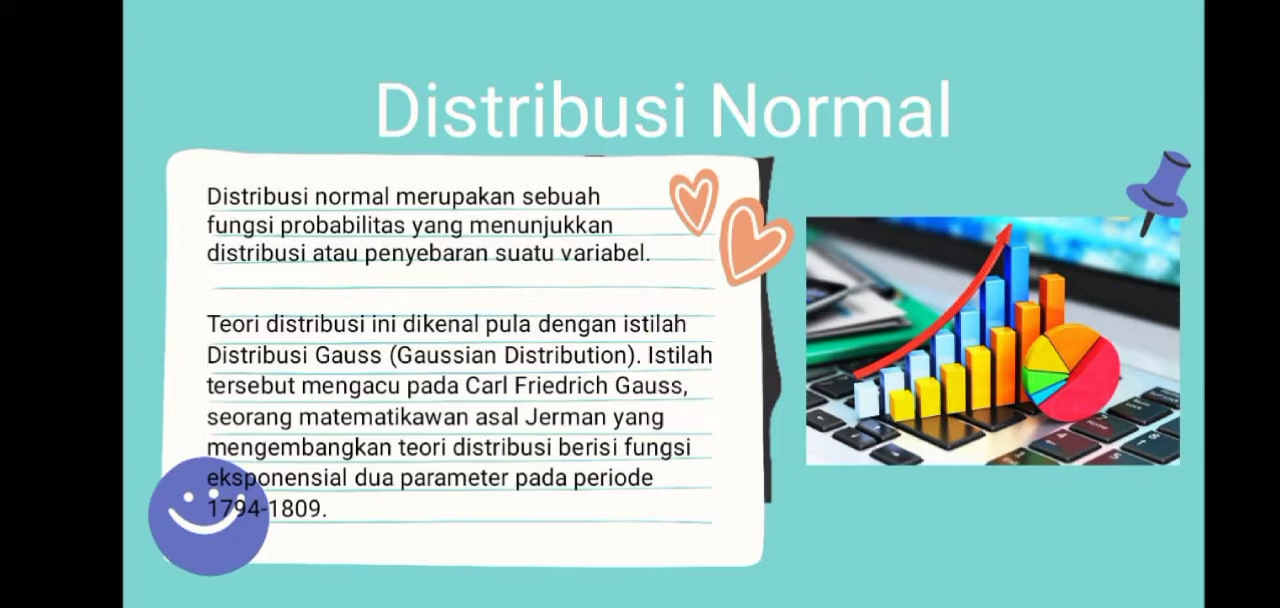 Distribusi Normal
Distribusi normal merupakan sebuah
fungsi probabilitas yang menunjukkan
distribusi atau penyebaran suatu variabel.
Teori distribusi ini dikenal pula dengan istilah
Distribusi Gauss (Gaussian Distribution). Istilah
tersebut mengacu pada Carl Friedrich Gauss,
seorang matematikawan asal Jerman yang
mengembangkan teori distribusi berisi fungsi
eksponensial dua parameter pada periode
1794-1809.